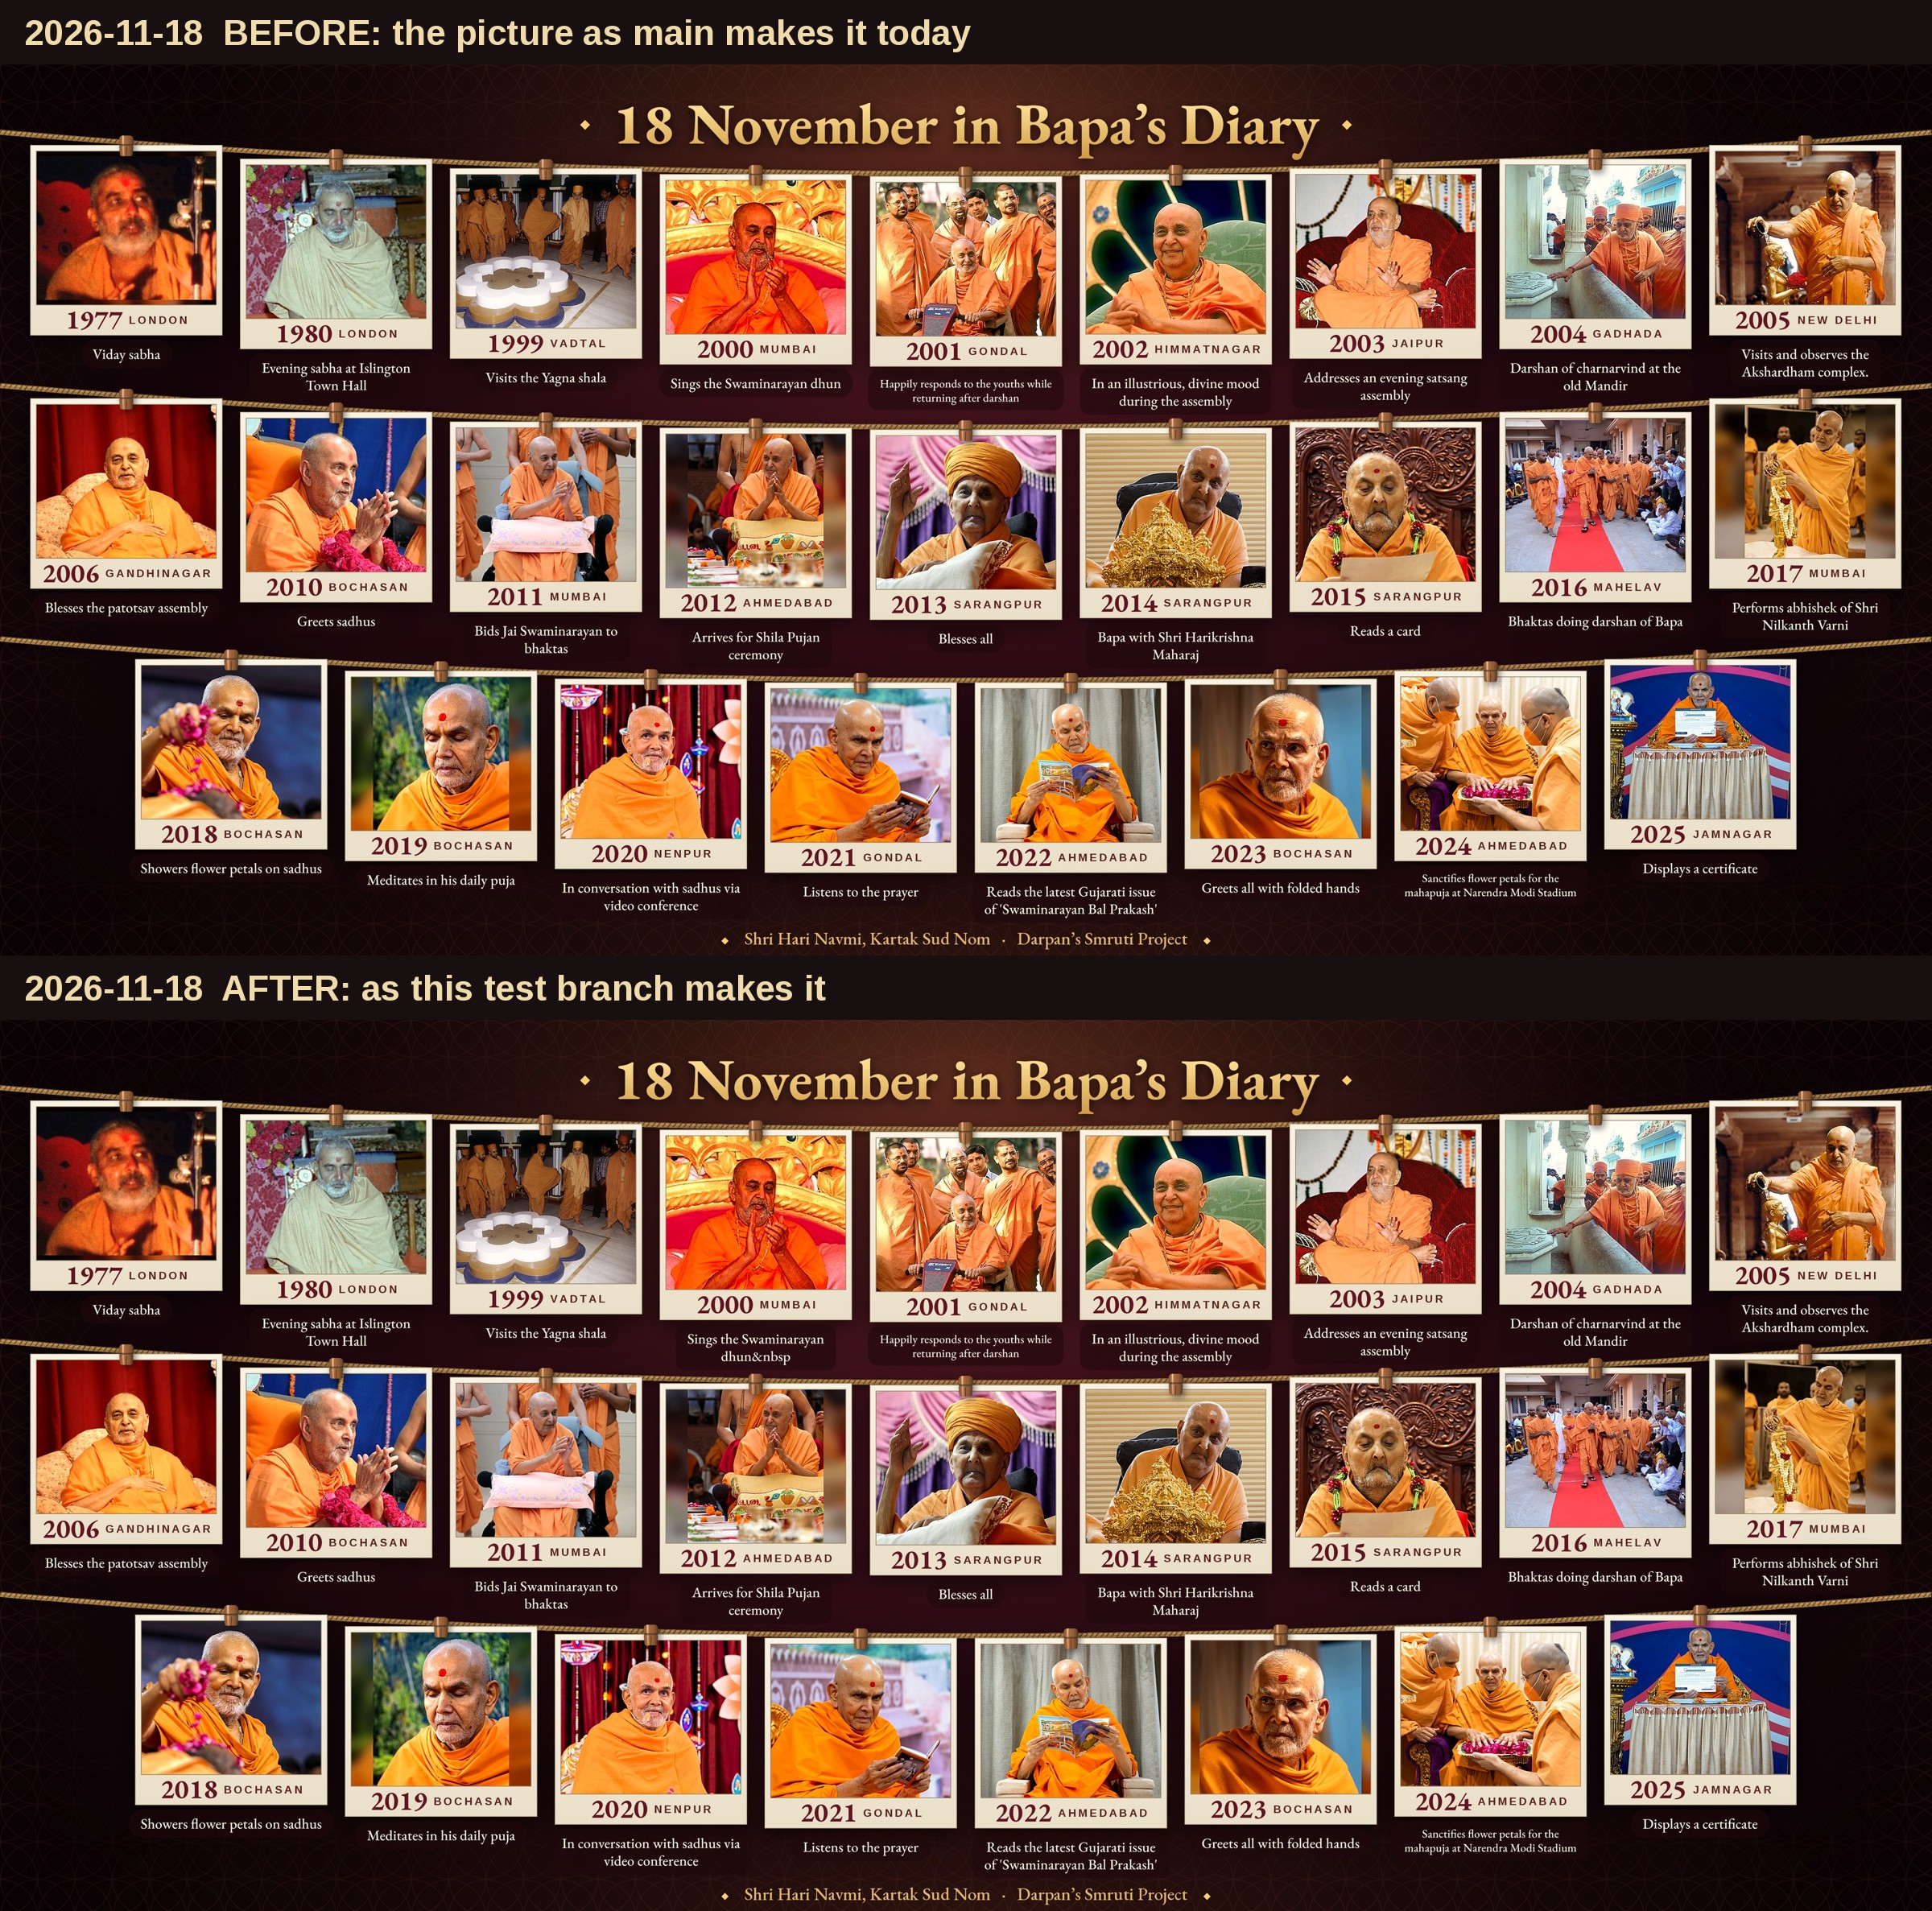 2026-11-18  BEFORE: the picture as main makes it today
18 November in Bapa’s Diary
1977 LONDON
Viday sabha
1980 LONDON
Evening sabha at Islington
Town Hall
1999 VADTAL
Visits the Yagna shala
2000 MUMBAI
Sings the Swaminarayan dhun
2001 GONDAL
Happily responds to the youths while
returning after darshan
2002 HIMMATNAGAR
In an illustrious, divine mood
during the assembly
2003 JAIPUR
Addresses an evening satsang
assembly
2004 GADHADA
Darshan of charnarvind at the
old Mandir
2005 NEW DELHI
Visits and observes the
Akshardham complex.
2006 GANDHINAGAR
Blesses the patotsav assembly
2010 BOCHASAN
Greets sadhus
2011 MUMBAI
Bids Jai Swaminarayan to
bhaktas
2012 AHMEDABAD
Arrives for Shila Pujan
ceremony
2013 SARANGPUR
Blesses all
2014 SARANGPUR
Bapa with Shri Harikrishna
Maharaj
2015 SARANGPUR
Reads a card
2016 MAHELAV
Bhaktas doing darshan of Bapa
2017 MUMBAI
Performs abhishek of Shri
Nilkanth Varni
2018 BOCHASAN
Showers flower petals on sadhus
2019 BOCHASAN
Meditates in his daily puja
2020 NENPUR
In conversation with sadhus via
video conference
2021 GONDAL
Listens to the prayer
2022 AHMEDABAD
Reads the latest Gujarati issue
of 'Swaminarayan Bal Prakash'
2023 BOCHASAN
Greets all with folded hands
2024 AHMEDABAD
Sanctifies flower petals for the
mahapuja at Narendra Modi Stadium
2025 JAMNAGAR
Displays a certificate
Shri Hari Navmi, Kartak Sud Nom · Darpan’s Smruti Project
2026-11-18  AFTER: as this test branch makes it
18 November in Bapa’s Diary
1977 LONDON
Viday sabha
1980 LONDON
Evening sabha at Islington
Town Hall
1999 VADTAL
Visits the Yagna shala
2000 MUMBAI
Sings the Swaminarayan
dhun&nbsp
2001 GONDAL
Happily responds to the youths while
returning after darshan
2002 HIMMATNAGAR
In an illustrious, divine mood
during the assembly
2003 JAIPUR
Addresses an evening satsang
assembly
2004 GADHADA
Darshan of charnarvind at the
old Mandir
2005 NEW DELHI
Visits and observes the
Akshardham complex.
2006 GANDHINAGAR
Blesses the patotsav assembly
2010 BOCHASAN
Greets sadhus
2011 MUMBAI
Bids Jai Swaminarayan to
bhaktas
2012 AHMEDABAD
Arrives for Shila Pujan
ceremony
2013 SARANGPUR
Blesses all
2014 SARANGPUR
Bapa with Shri Harikrishna
Maharaj
2015 SARANGPUR
Reads a card
2016 MAHELAV
Bhaktas doing darshan of Bapa
2017 MUMBAI
Performs abhishek of Shri
Nilkanth Varni
2018 BOCHASAN
Showers flower petals on sadhus
2019 BOCHASAN
Meditates in his daily puja
2020 NENPUR
In conversation with sadhus via
video conference
2021 GONDAL
Listens to the prayer
2022 AHMEDABAD
Reads the latest Gujarati issue
of 'Swaminarayan Bal Prakash'
2023 BOCHASAN
Greets all with folded hands
2024 AHMEDABAD
Sanctifies flower petals for the
mahapuja at Narendra Modi Stadium
2025 JAMNAGAR
Displays a certificate
Shri Hari Navmi, Kartak Sud Nom · Darpan’s Smruti Project